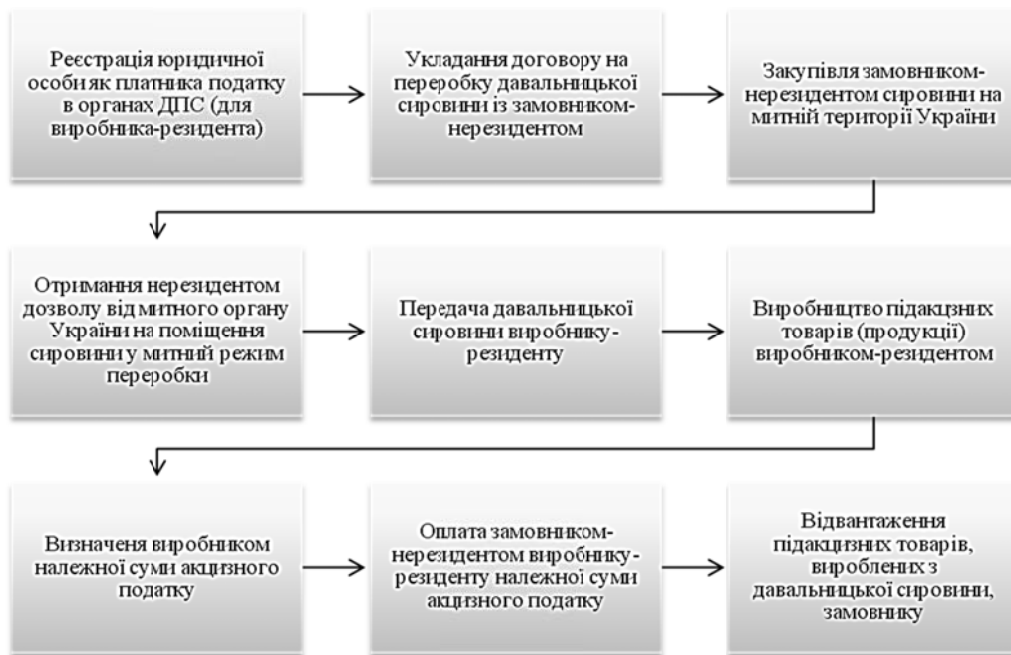 Реєстрація юридичної
особи як платника податку
в органах ДПС (для
виробника-резидента)
Укладання договору на
переробку давальницької
сировини із замовником-
нерезидентом
Закупівля замовником-
нерезидентом сировини на
митній території України
Отримання нерезидентом
дозволу від митного органу
України на поміщення
сировини у митний режим
переробки
Передача давальницької
сировини виробнику-
резиденту
Виробництво підакцизних
товарів (продукції)
виробником-резидентом
Визначеня виробником
належної суми акцизного
податку
Оплата замовником-
нерезидентом виробнику-
резиденту належної суми
акцизного податку
Відвантаження
підакцизних товарів,
вироблених з
давальницької сировини,
замовнику